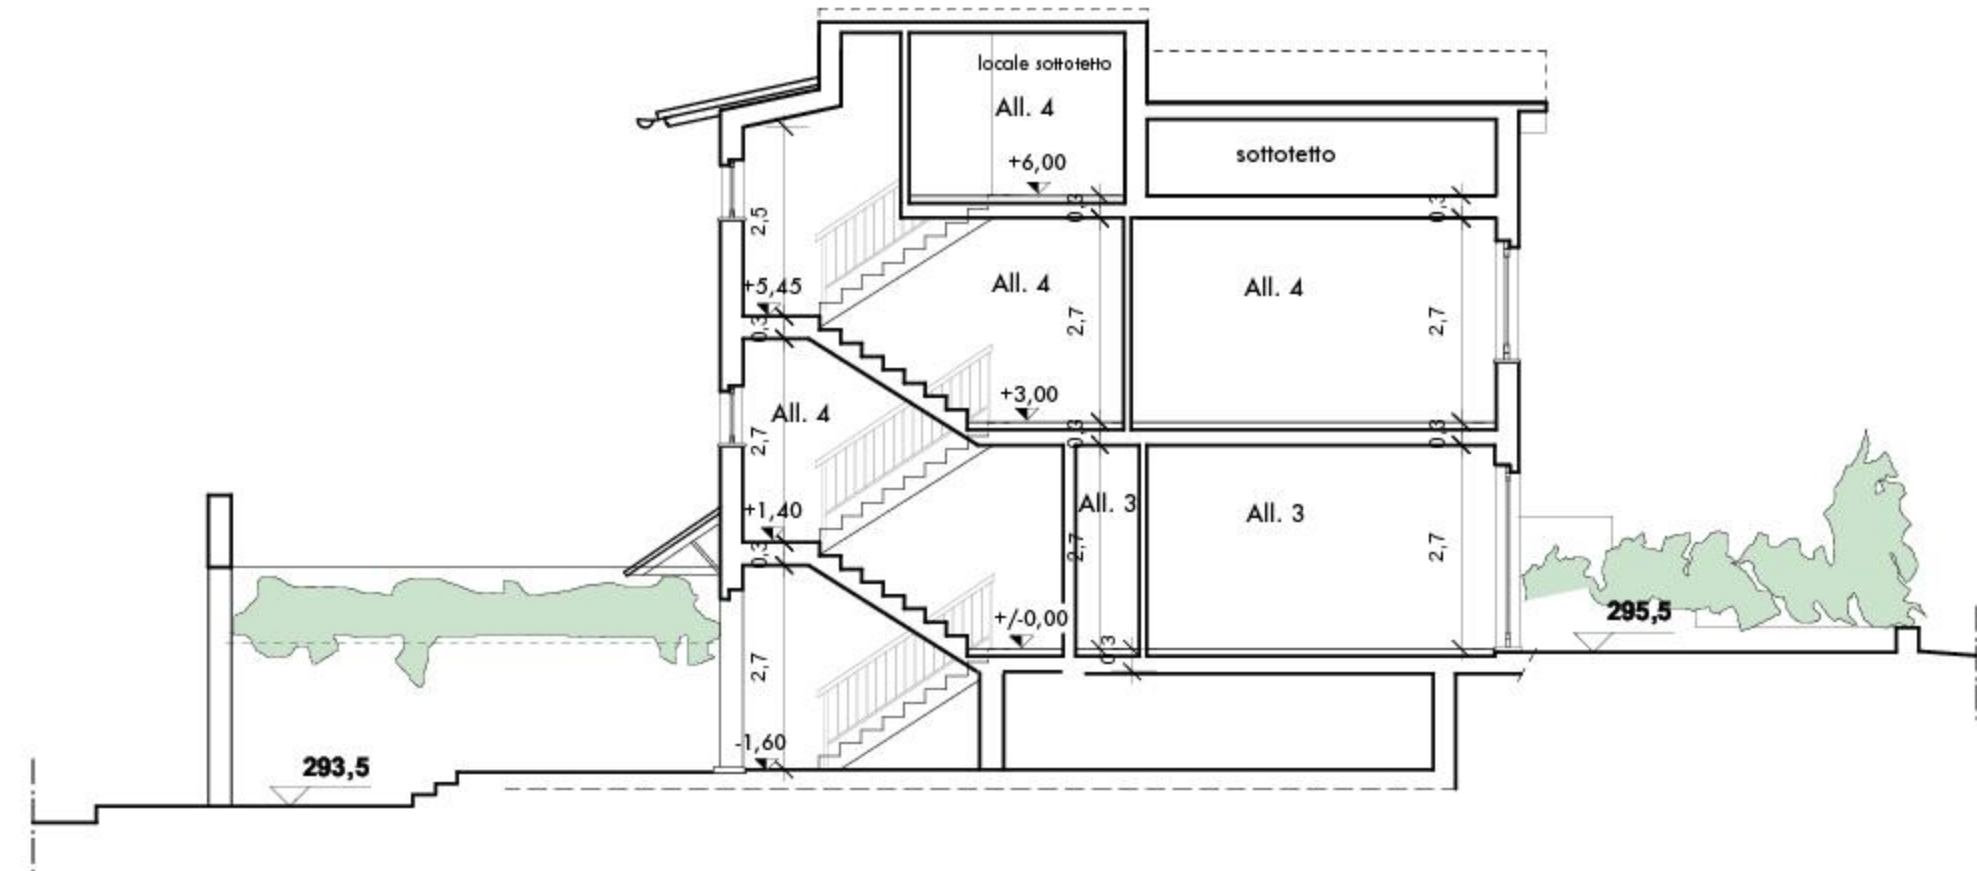 locale sottotetto
All. 4
sottotetto
+6,00
0,3
0,3
2,5
+5,45
All. 4
All. 4
0,3
2,7
2,7
+3,00
All. 4
2,7
0,3
0,3
+1,40
All. 3
All. 3
0,3
2,7
2,7
+/-0,00
295,5
0,3
2,7
-1,60
293,5